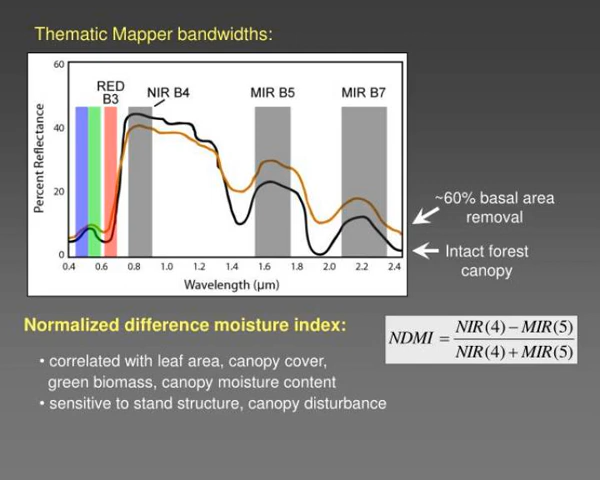 Thematic Mapper bandwidths:
60
40
20
0
Percent Reflectance
RED
B3
NIR B4
MIR B5
MIR B7
0.4 0.6 0.8 1.0 1.2 1.4 1.6 1.8 2.0 2.2 2.4
Wavelength (µm)
~60% basal area
removal
Intact forest
canopy
Normalized difference moisture index:
NDMI = NIR(4) − MIR(5)
NIR(4) + MIR(5)
• correlated with leaf area, canopy cover,
green biomass, canopy moisture content
• sensitive to stand structure, canopy disturbance